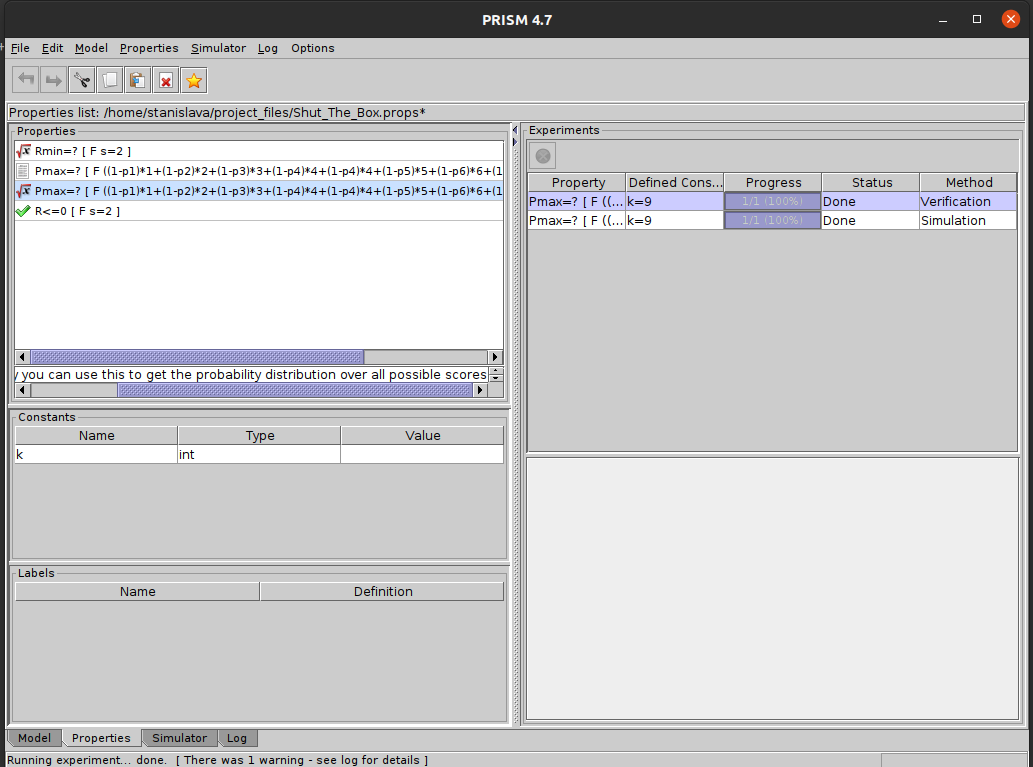 PRISM 4.7
File Edit Model Properties Simulator Log Options
Properties list: /home/stanislava/project_files/Shut_The_Box.props*
Properties
Rmin=? [ F s=2 ]
Pmax=? [ F ((1-p1)*1+(1-p2)*2+(1-p3)*3+(1-p4)*4+(1-p4)*4+(1-p5)*5+(1-p6)*6+(1
Pmax=? [ F ((1-p1)*1+(1-p2)*2+(1-p3)*3+(1-p4)*4+(1-p4)*4+(1-p5)*5+(1-p6)*6+(1
R<=0 [ F s=2 ]
you can use this to get the probability distribution over all possible scores
Constants
Name Type Value
k int
Labels
Name Definition
Experiments
Property Defined Cons... Progress Status Method
Pmax=? [ F ((... k=9 1/1 (100%) Done Verification
Pmax=? [ F ((... k=9 1/1 (100%) Done Simulation
Model Properties Simulator Log
Running experiment... done. [ There was 1 warning - see log for details ]